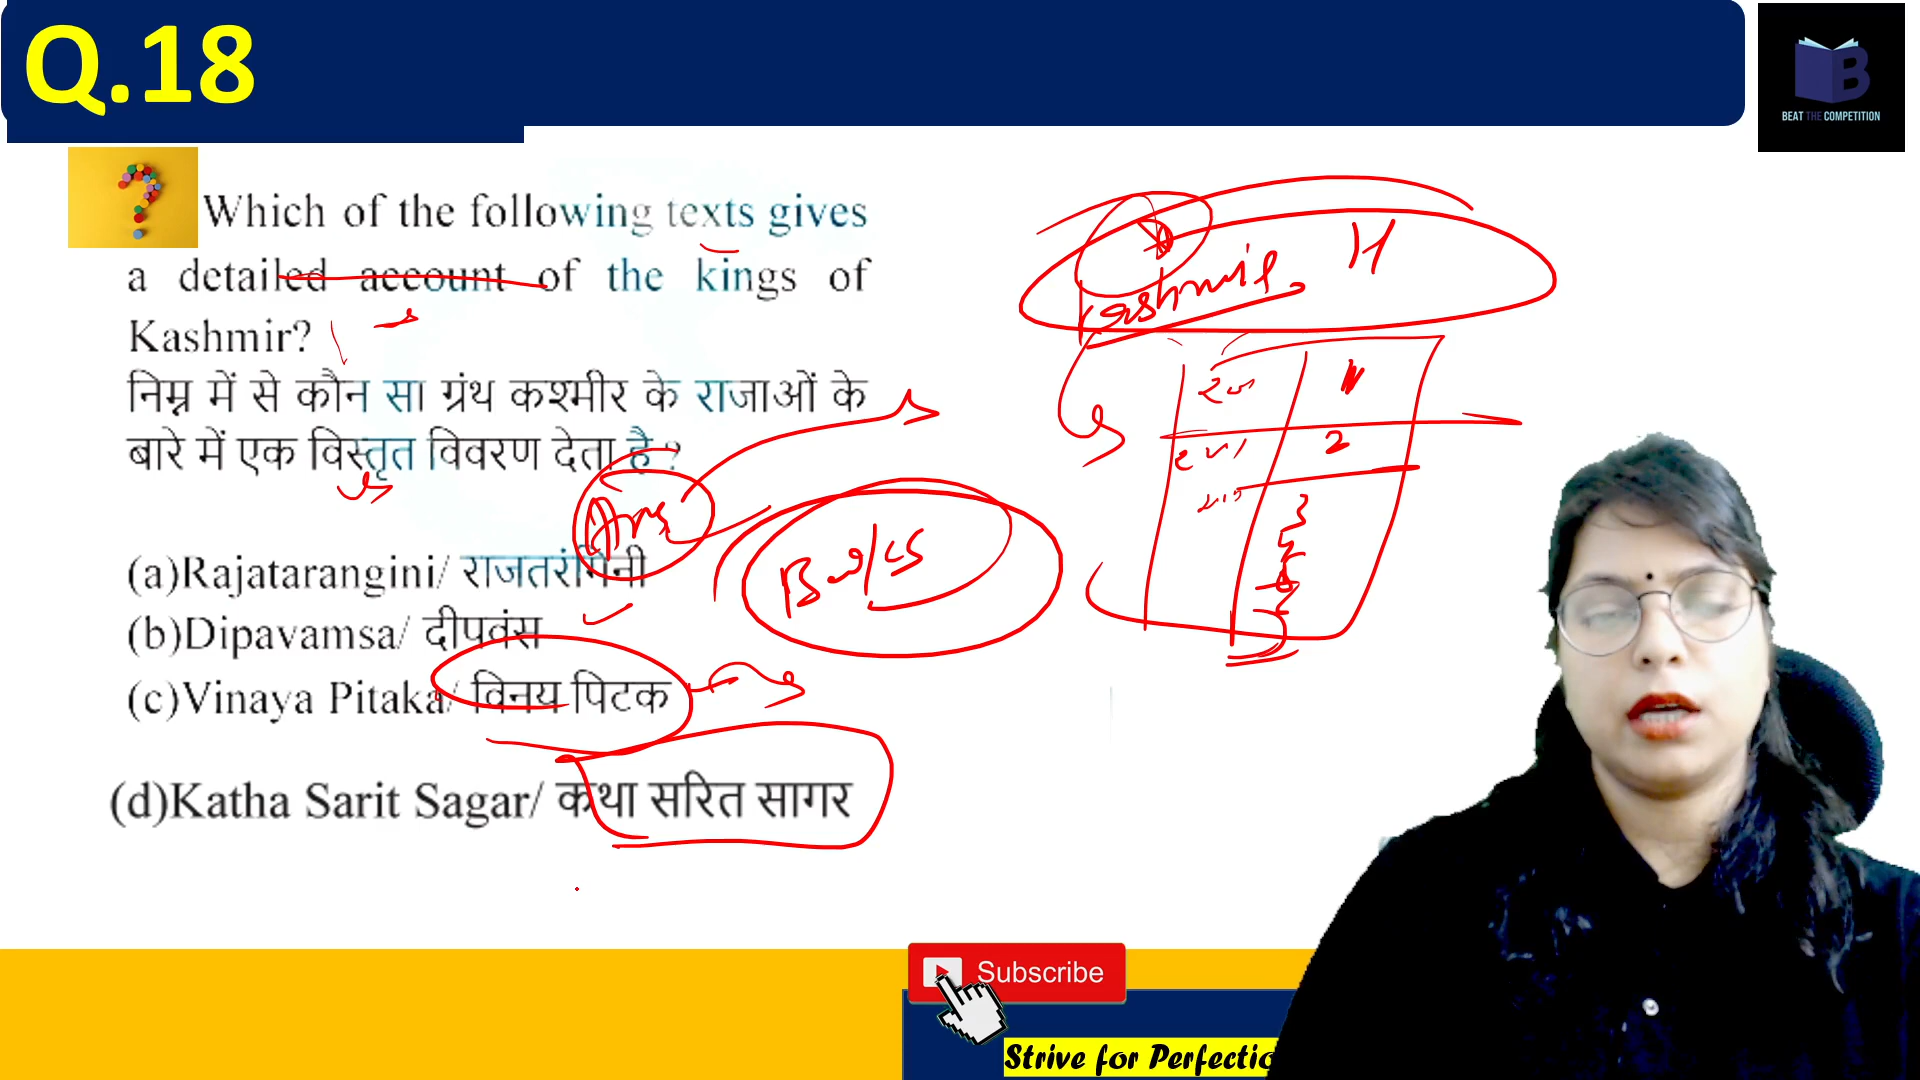 Q.18
BEAT THE COMPETITION
Which of the following texts gives
a detailed account of the kings of
Kashmir?
निम्न में से कौन सा ग्रंथ कश्मीर के राजाओं के
बारे में एक विस्तृत विवरण देता है ?
(a)Rajatarangini/ राजतरंगिनी
(b)Dipavamsa/ दीपवंस
(c)Vinaya Pitaka/ विनय पिटक
(d)Katha Sarit Sagar/ कथा सरित सागर
Ans
Kashmir H
2
3
Subscribe
Strive for Perfectio